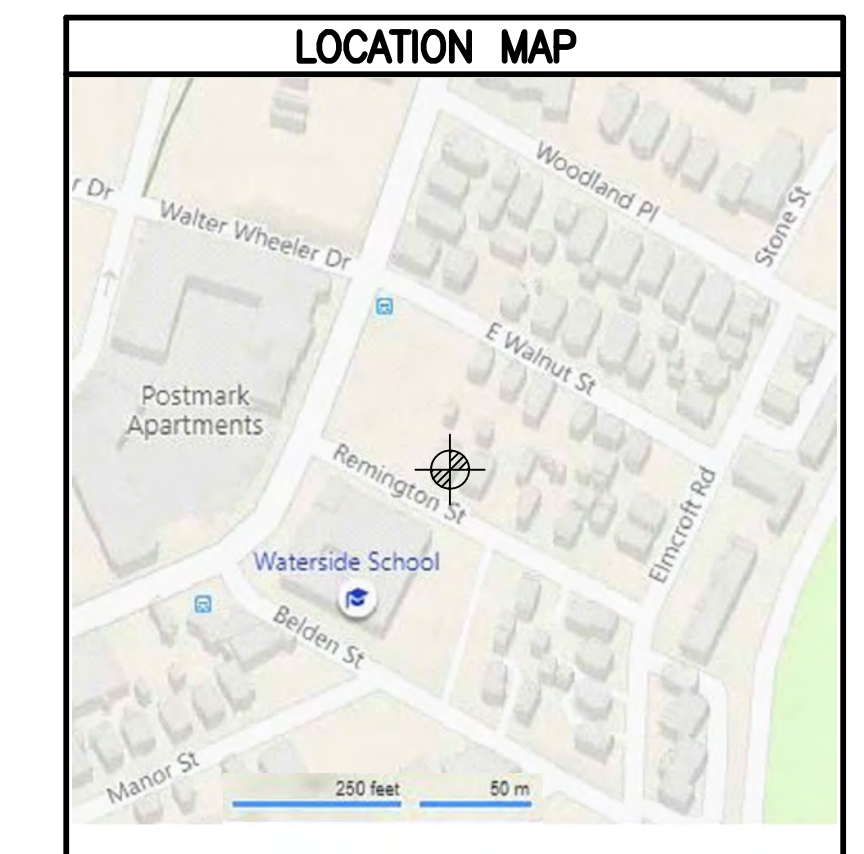 LOCATION MAP
Woodland Pl
r Dr
Walter Wheeler Dr
Stone St
E Walnut St
Postmark
Apartments
Remington St
Elmcroft Rd
Waterside School
Belden St
Manor St
250 feet
50 m